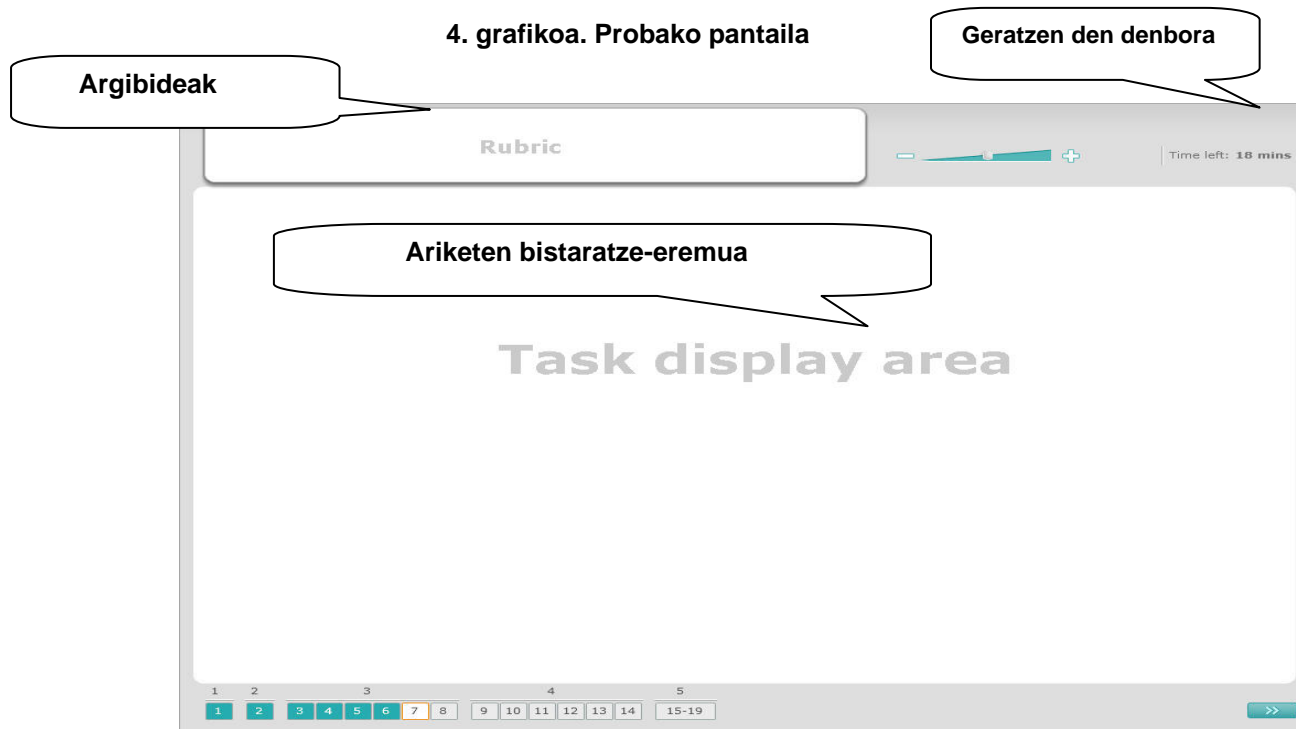 4. grafikoa. Probako pantaila
Geratzen den denbora
Argibideak
Rubric
Time left: 18 mins
Ariketen bistaratze-eremua
Task display area
1 2 3 4 5
1 2 3 4 5 6 7 8 9 10 11 12 13 14 15-19 >>